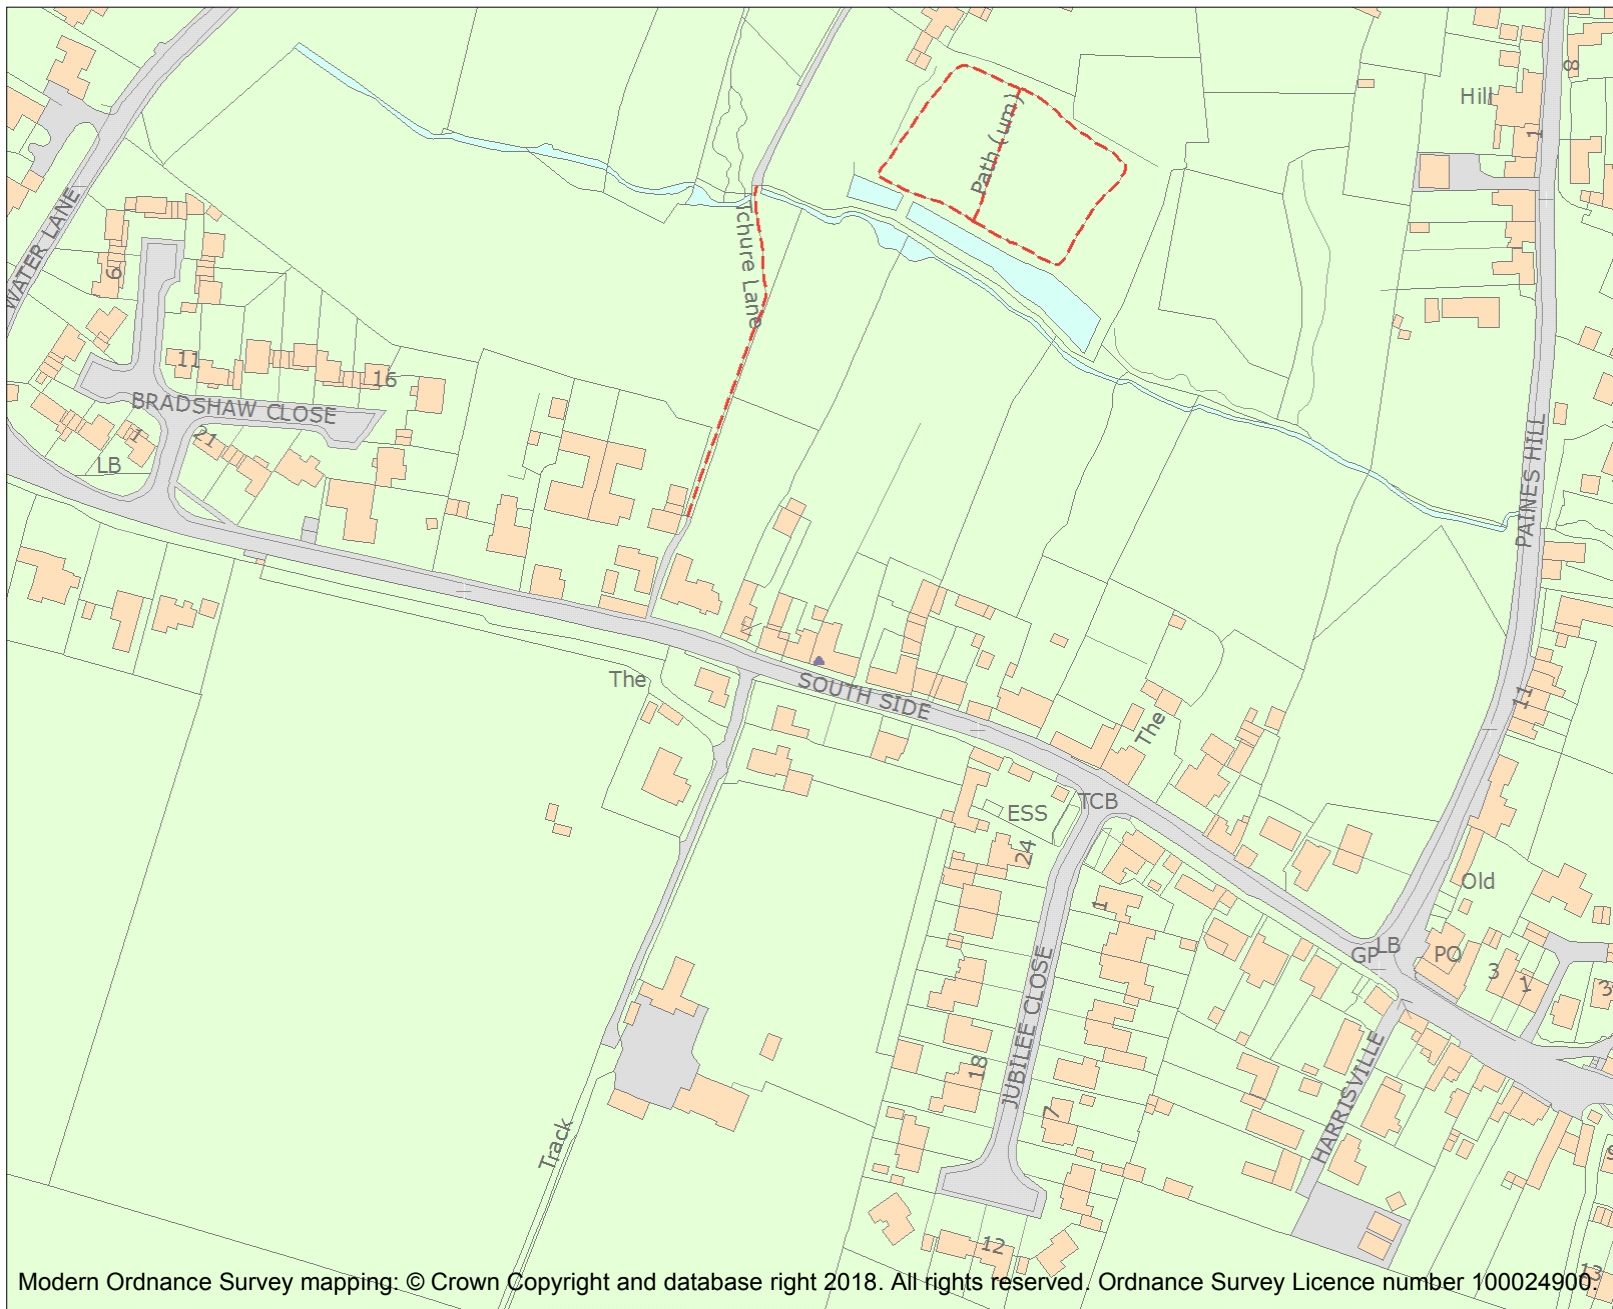 8
Hill
1
Path (um)
WATER LANE
Tchure Lane
6
11
16
BRADSHAW CLOSE
1
21
LB
PAINES HILL
The
SOUTH SIDE
11
The
TCB
ESS
24
Old
1
GP
LB
PO
3
1
3
JUBILEE CLOSE
18
7
HARRISVILLE
Track
12
13
Modern Ordnance Survey mapping: © Crown Copyright and database right 2018. All rights reserved. Ordnance Survey Licence number 100024900.